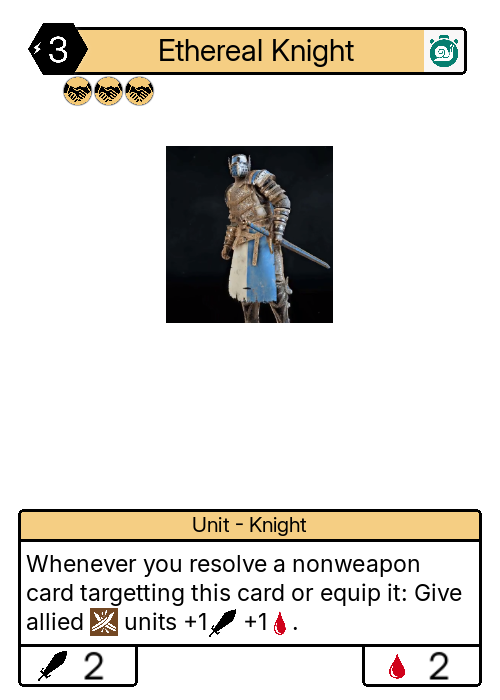 3
Ethereal Knight
Unit - Knight
Whenever you resolve a nonweapon
card targetting this card or equip it: Give
allied units +1 +1 .
2
2